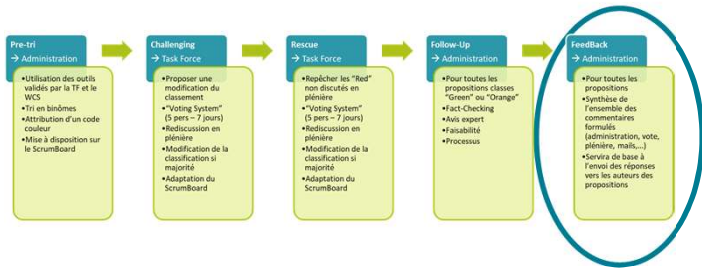 Pre-tri
→ Administration
•Utilisation des outils
validés par la TF et le
WCS
•Tri en binômes
•Attribution d'un code
couleur
•Mise à disposition sur
le ScrumBoard
Challenging
→ Task Force
•Proposer une
modification du
classement
•"Voting System"
(5 pers – 7 jours)
•Rediscussion en
plénière
•Modification de la
classification si
majorité
•Adaptation du
ScrumBoard
Rescue
→ Task Force
•Repêcher les "Red"
non discutés en
plénière
•"Voting System"
(5 pers – 7 jours)
•Rediscussion en
plénière
•Modification de la
classification si
majorité
•Adaptation du
ScrumBoard
Follow-Up
→ Administration
•Pour toutes les
propositions classes
"Green" ou "Orange"
•Fact-Checking
•Avis expert
•Faisabilité
•Processus
FeedBack
→ Administration
•Pour toutes les
propositions
•Synthèse de
l'ensemble des
commentaires
formulés
(administration, vote,
plénière, mails,...)
•Servira de base à
l'envoi des réponses
vers les auteurs des
propositions